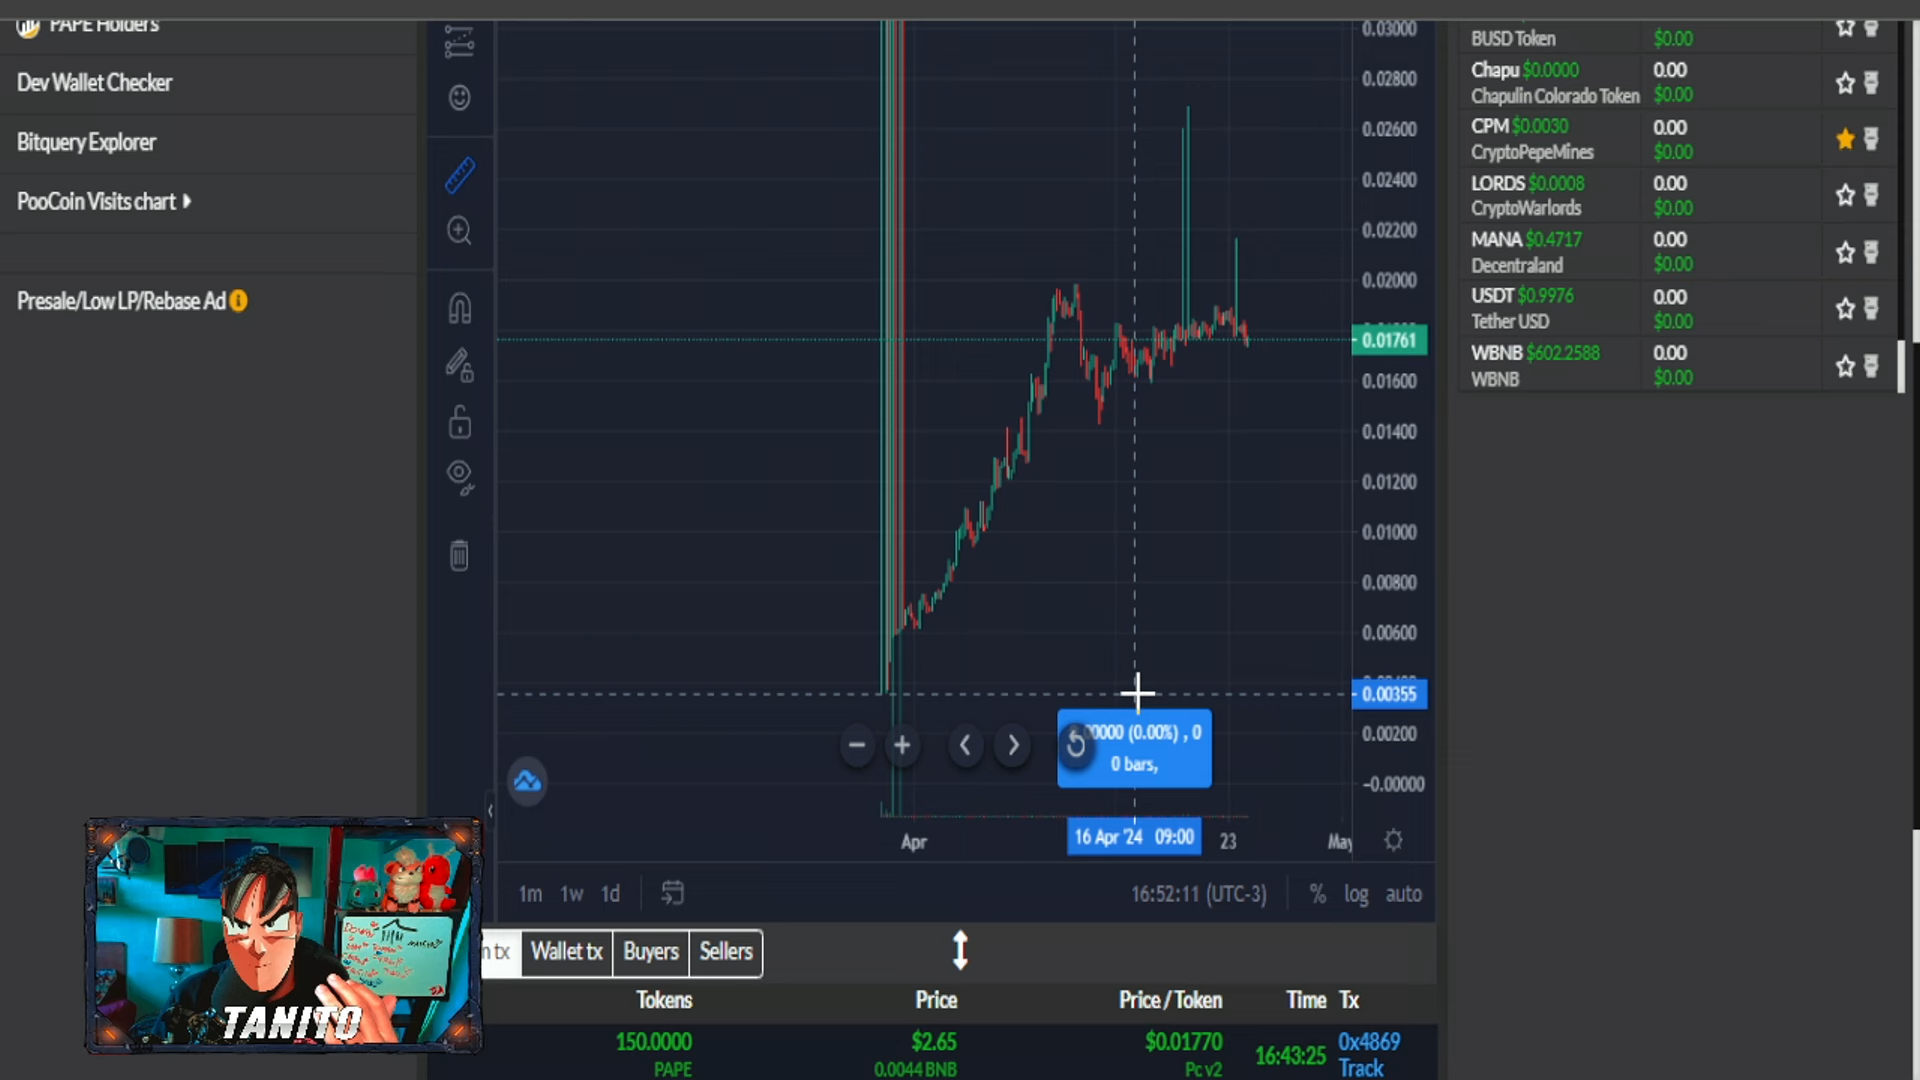 PAPE Holders
Dev Wallet Checker
Bitquery Explorer
PooCoin Visits chart
Presale/Low LP/Rebase Ad
0.03000
0.02800
0.02600
0.02400
0.02200
0.02000
0.01761
0.01600
0.01400
0.01200
0.01000
0.00800
0.00600
0.00355
0.00200
-0.00000
00000 (0.00%) , 0
0 bars,
Apr
16 Apr '24 09:00
23
May
1m 1w 1d
16:52:11 (UTC-3)
% log auto
n tx
Wallet tx
Buyers
Sellers
Tokens Price Price / Token Time Tx
150.0000 $2.65 $0.01770 16:43:25 0x4869
PAPE 0.0044 BNB Pc v2 Track
BUSD Token $0.00
Chapu $0.0000 0.00
Chapulin Colorado Token $0.00
CPM $0.0030 0.00
CryptoPepeMines $0.00
LORDS $0.0008 0.00
CryptoWarlords $0.00
MANA $0.4717 0.00
Decentraland $0.00
USDT $0.9976 0.00
Tether USD $0.00
WBNB $602.2588 0.00
WBNB $0.00
TANITO